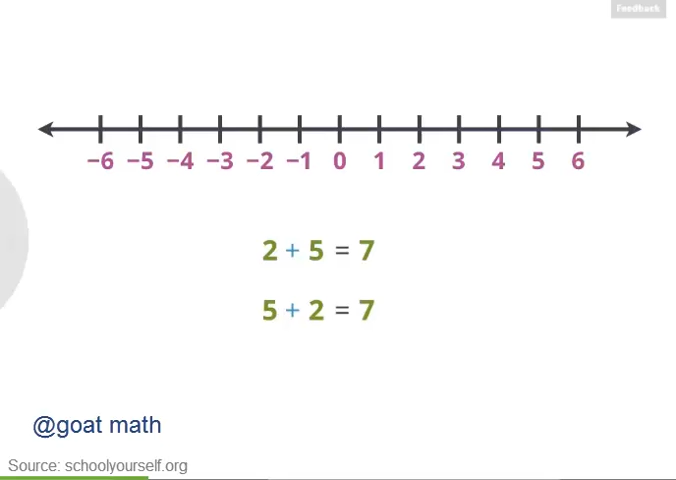 Feedback
−6 −5 −4 −3 −2 −1 0 1 2 3 4 5 6
2 + 5 = 7
5 + 2 = 7
@goat math
Source: schoolyourself.org